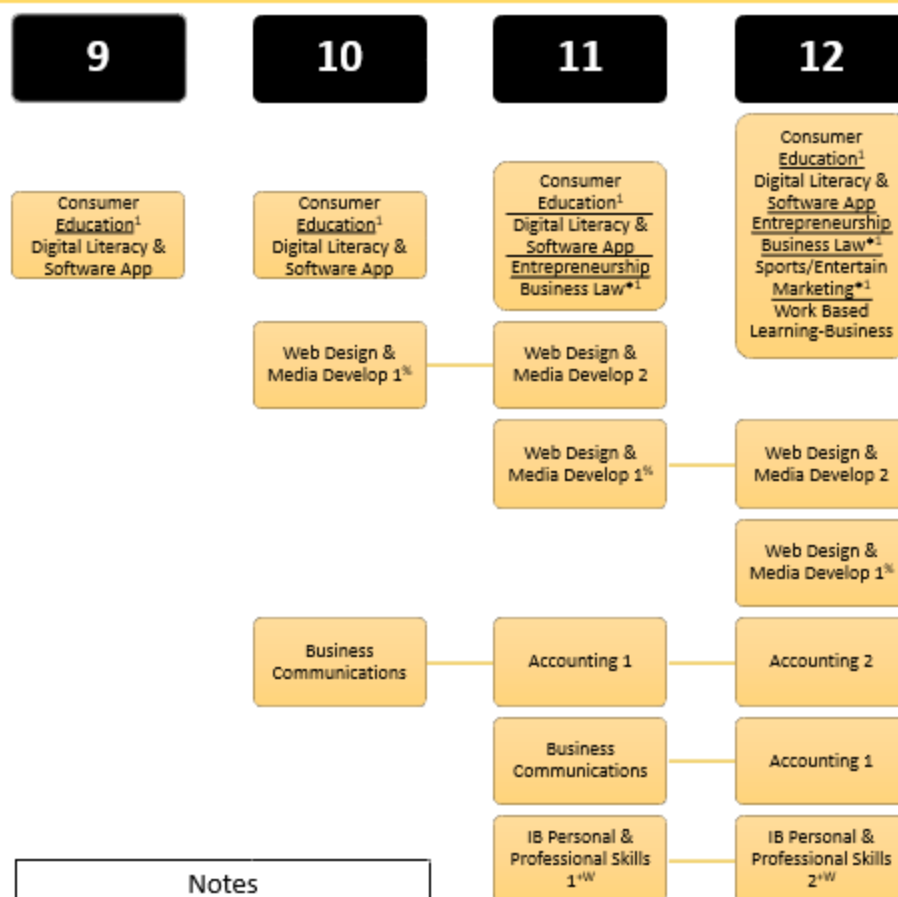 9
10
11
12
Consumer
Education¹
Digital Literacy &
Software App
Consumer
Education¹
Digital Literacy &
Software App
Consumer
Education¹
Digital Literacy &
Software App
Entrepreneurship
Business Law*¹
Consumer
Education¹
Digital Literacy &
Software App
Entrepreneurship
Business Law*¹
Sports/Entertain
Marketing*¹
Work Based
Learning-Business
Web Design &
Media Develop 1%
Web Design &
Media Develop 2
Web Design &
Media Develop 1%
Web Design &
Media Develop 2
Web Design &
Media Develop 1%
Business
Communications
Accounting 1
Accounting 2
Business
Communications
Accounting 1
IB Personal &
Professional Skills
1⁺ᵂ
IB Personal &
Professional Skills
2⁺ᵂ
Notes